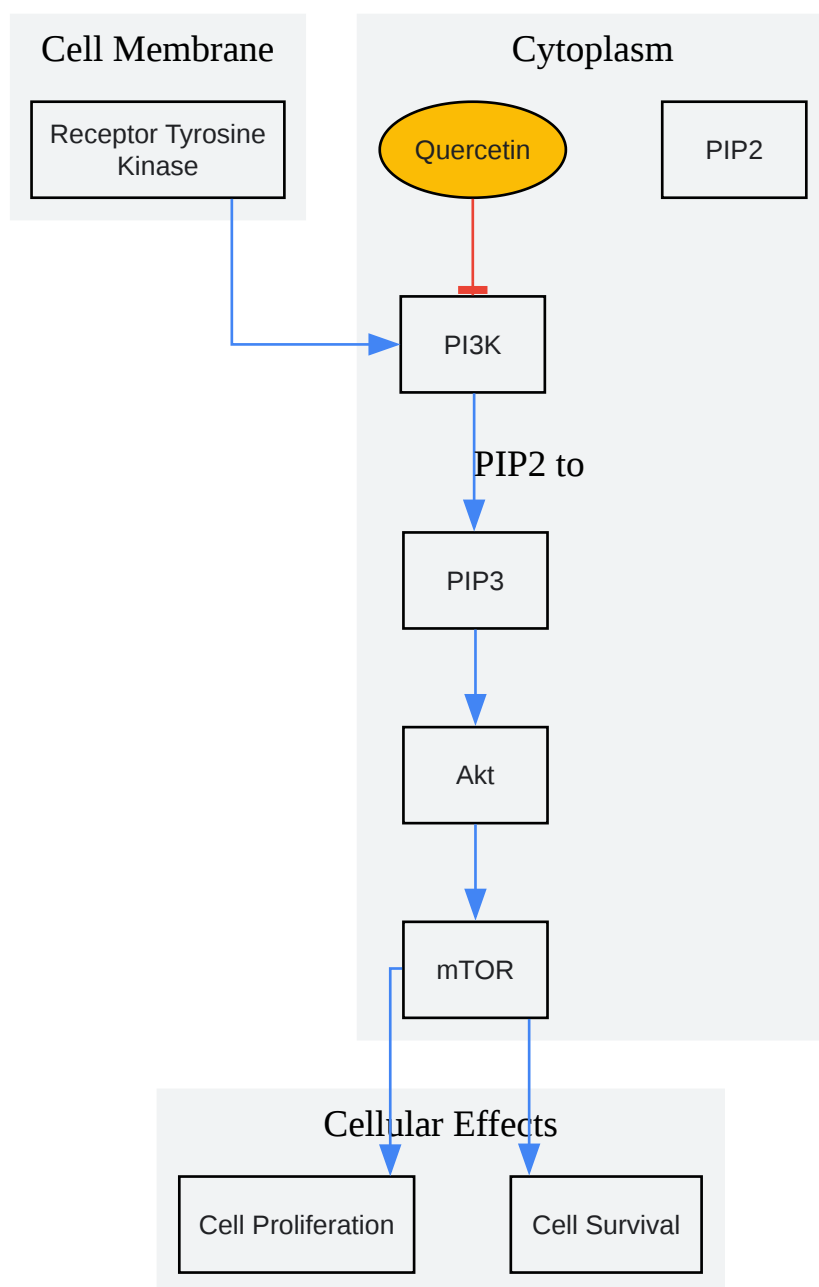 Cell Membrane
Cytoplasm
Receptor Tyrosine
Kinase
Quercetin
PIP2
PI3K
PIP2 to
PIP3
Akt
mTOR
Cellular Effects
Cell Proliferation
Cell Survival